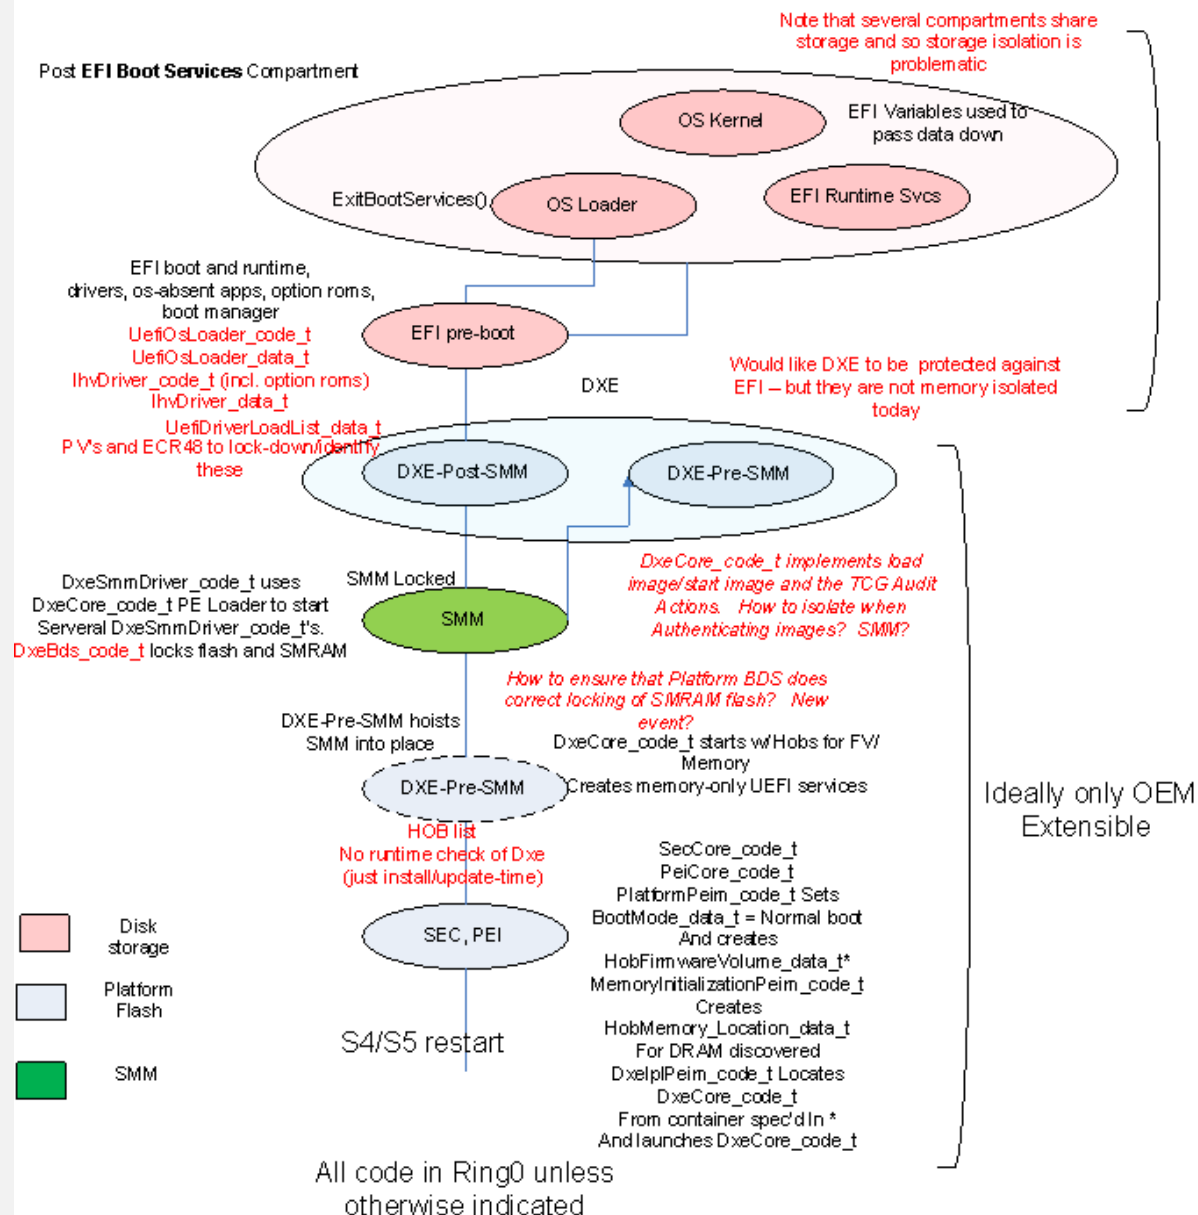 Note that several compartments share
storage and so storage isolation is
problematic
Post EFI Boot Services Compartment
OS Kernel
EFI Variables used to
pass data down
ExitBootServices()
OS Loader
EFI Runtime Svcs
EFI boot and runtime,
drivers, os-absent apps, option roms,
boot manager
UefiOsLoader_code_t
UefiOsLoader_data_t
IhvDriver_code_t (incl. option roms)
IhvDriver_data_t
UefiDriverLoadList_data_t
PV's and ECR48 to lock-down/identify
these
EFI pre-boot
DXE
Would like DXE to be protected against
EFI – but they are not memory isolated
today
DXE-Post-SMM
DXE-Pre-SMM
DxeSmmDriver_code_t uses
DxeCore_code_t PE Loader to start
Serveral DxeSmmDriver_code_t's.
DxeBds_code_t locks flash and SMRAM
SMM Locked
SMM
DxeCore_code_t implements load
image/start image and the TCG Audit
Actions. How to isolate when
Authenticating images? SMM?
How to ensure that Platform BDS does
correct locking of SMRAM flash? New
event?
DXE-Pre-SMM hoists
SMM into place
DxeCore_code_t starts w/Hobs for FV/
Memory
Creates memory-only UEFI services
DXE-Pre-SMM
Ideally only OEM
Extensible
HOB list
No runtime check of Dxe
(just install/update-time)
SEC, PEI
SecCore_code_t
PeiCore_code_t
PlatformPeim_code_t Sets
BootMode_data_t = Normal boot
And creates
HobFirmwareVolume_data_t*
MemoryInitializationPeim_code_t
Creates
HobMemory_Location_data_t
For DRAM discovered
DxeIplPeim_code_t Locates
DxeCore_code_t
From container spec'd In *
And launches DxeCore_code_t
Disk
storage
Platform
Flash
SMM
S4/S5 restart
All code in Ring0 unless
otherwise indicated